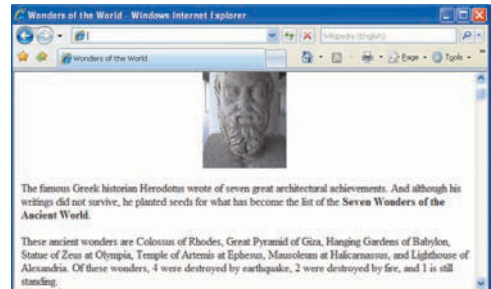 Wonders of the World - Windows Internet Explorer
Wikipedia (English)
Wonders of the World
Page
Tools
The famous Greek historian Herodotus wrote of seven great architectural achievements. And although his
writings did not survive, he planted seeds for what has become the list of the Seven Wonders of the
Ancient World.
These ancient wonders are Colossus of Rhodes, Great Pyramid of Giza, Hanging Gardens of Babylon,
Statue of Zeus at Olympia, Temple of Artemis at Ephesus, Mausoleum at Halicarnassus, and Lighthouse of
Alexandria. Of these wonders, 4 were destroyed by earthquake, 2 were destroyed by fire, and 1 is still
standing.